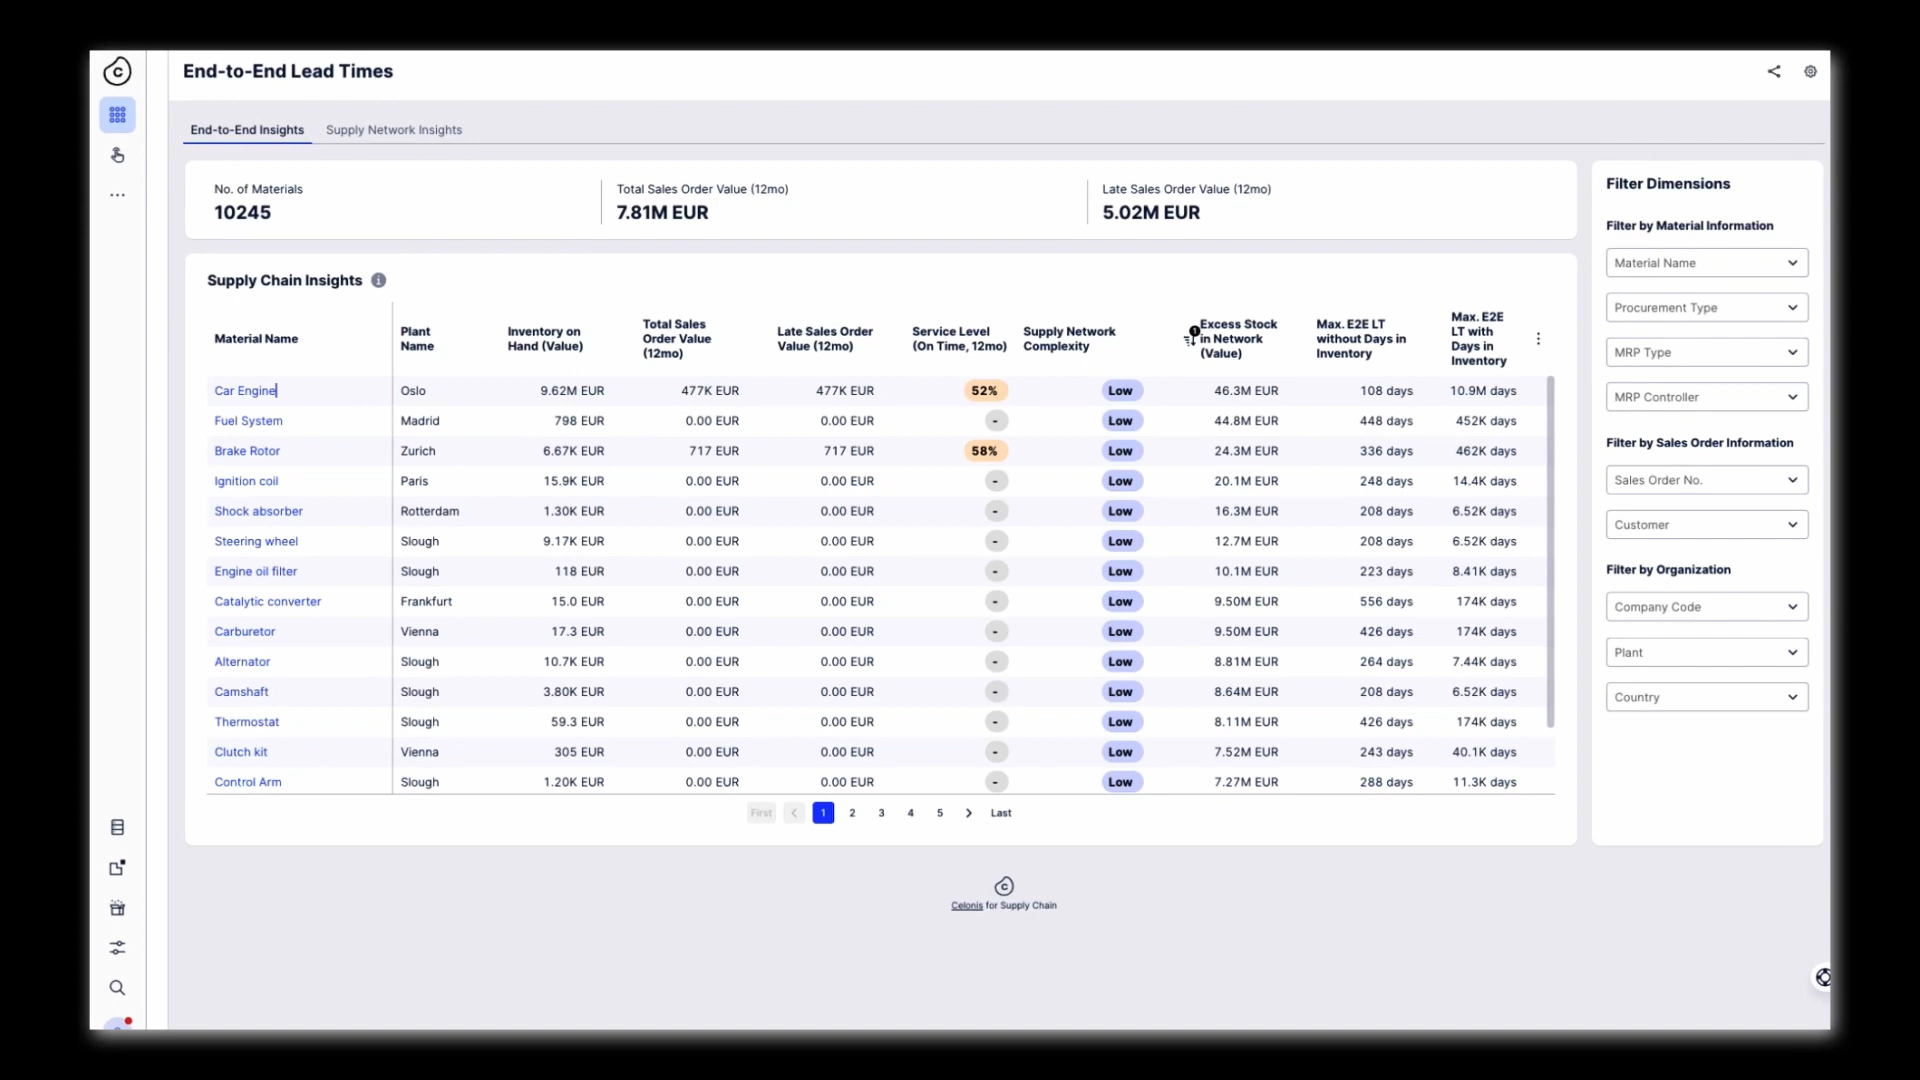 End-to-End Lead Times
End-to-End Insights
Supply Network Insights
No. of Materials
10245
Total Sales Order Value (12mo)
7.81M EUR
Late Sales Order Value (12mo)
5.02M EUR
Supply Chain Insights
Material Name
Plant
Name
Inventory on
Hand (Value)
Total Sales
Order Value
(12mo)
Late Sales Order
Value (12mo)
Service Level
(On Time, 12mo)
Supply Network
Complexity
1
Excess Stock
in Network
(Value)
Max. E2E LT
without Days in
Inventory
Max. E2E
LT with
Days in
Inventory
Car Engine Oslo 9.62M EUR 477K EUR 477K EUR 52% Low 46.3M EUR 108 days 10.9M days
Fuel System Madrid 798 EUR 0.00 EUR 0.00 EUR - Low 44.8M EUR 448 days 452K days
Brake Rotor Zurich 6.67K EUR 717 EUR 717 EUR 58% Low 24.3M EUR 336 days 462K days
Ignition coil Paris 15.9K EUR 0.00 EUR 0.00 EUR - Low 20.1M EUR 248 days 14.4K days
Shock absorber Rotterdam 1.30K EUR 0.00 EUR 0.00 EUR - Low 16.3M EUR 208 days 6.52K days
Steering wheel Slough 9.17K EUR 0.00 EUR 0.00 EUR - Low 12.7M EUR 208 days 6.52K days
Engine oil filter Slough 118 EUR 0.00 EUR 0.00 EUR - Low 10.1M EUR 223 days 8.41K days
Catalytic converter Frankfurt 15.0 EUR 0.00 EUR 0.00 EUR - Low 9.50M EUR 556 days 174K days
Carburetor Vienna 17.3 EUR 0.00 EUR 0.00 EUR - Low 9.50M EUR 426 days 174K days
Alternator Slough 10.7K EUR 0.00 EUR 0.00 EUR - Low 8.81M EUR 264 days 7.44K days
Camshaft Slough 3.80K EUR 0.00 EUR 0.00 EUR - Low 8.64M EUR 208 days 6.52K days
Thermostat Slough 59.3 EUR 0.00 EUR 0.00 EUR - Low 8.11M EUR 426 days 174K days
Clutch kit Vienna 305 EUR 0.00 EUR 0.00 EUR - Low 7.52M EUR 243 days 40.1K days
Control Arm Slough 1.20K EUR 0.00 EUR 0.00 EUR - Low 7.27M EUR 288 days 11.3K days
First 1 2 3 4 5 Last
Celonis for Supply Chain
Filter Dimensions
Filter by Material Information
Material Name
Procurement Type
MRP Type
MRP Controller
Filter by Sales Order Information
Sales Order No.
Customer
Filter by Organization
Company Code
Plant
Country